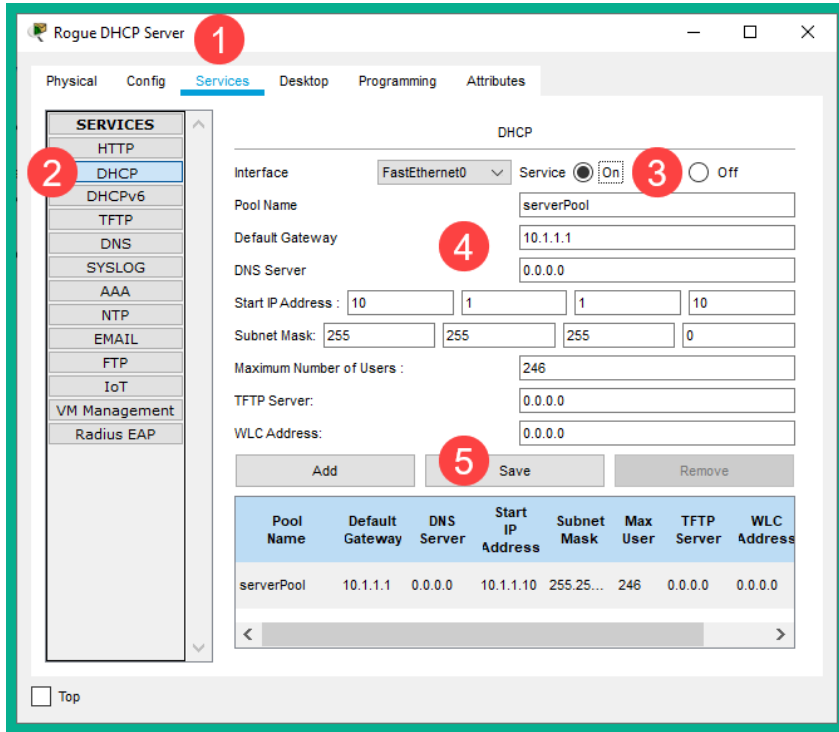 Rogue DHCP Server
1
Physical Config Services Desktop Programming Attributes
SERVICES
HTTP
2
DHCP
DHCPv6
TFTP
DNS
SYSLOG
AAA
NTP
EMAIL
FTP
IoT
VM Management
Radius EAP
DHCP
Interface FastEthernet0 Service On 3 Off
Pool Name serverPool
Default Gateway 4 10.1.1.1
DNS Server 0.0.0.0
Start IP Address : 10 1 1 10
Subnet Mask: 255 255 255 0
Maximum Number of Users : 246
TFTP Server: 0.0.0.0
WLC Address: 0.0.0.0
Add 5 Save Remove
Pool Name Default Gateway DNS Server Start IP Address Subnet Mask Max User TFTP Server WLC Address
serverPool 10.1.1.1 0.0.0.0 10.1.1.10 255.25... 246 0.0.0.0 0.0.0.0
Top